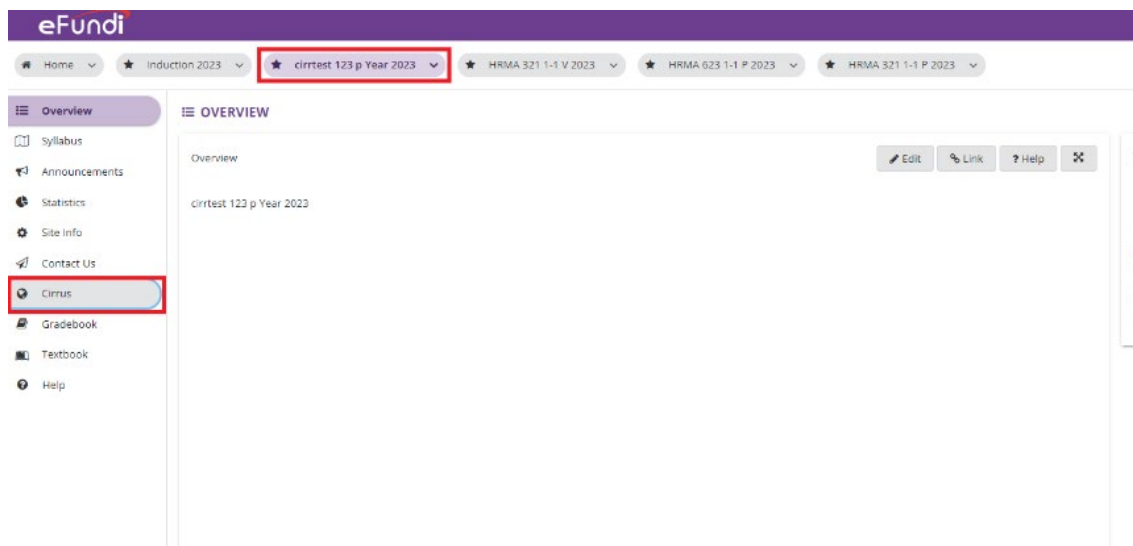 eFundi
Home
Induction 2023
cirrtest 123 p Year 2023
HRMA 321 1-1 V 2023
HRMA 623 1-1 P 2023
HRMA 321 1-1 P 2023
Overview
Syllabus
Announcements
Statistics
Site Info
Contact Us
Cirrus
Gradebook
Textbook
Help
OVERVIEW
Overview
Edit
Link
? Help
cirrtest 123 p Year 2023